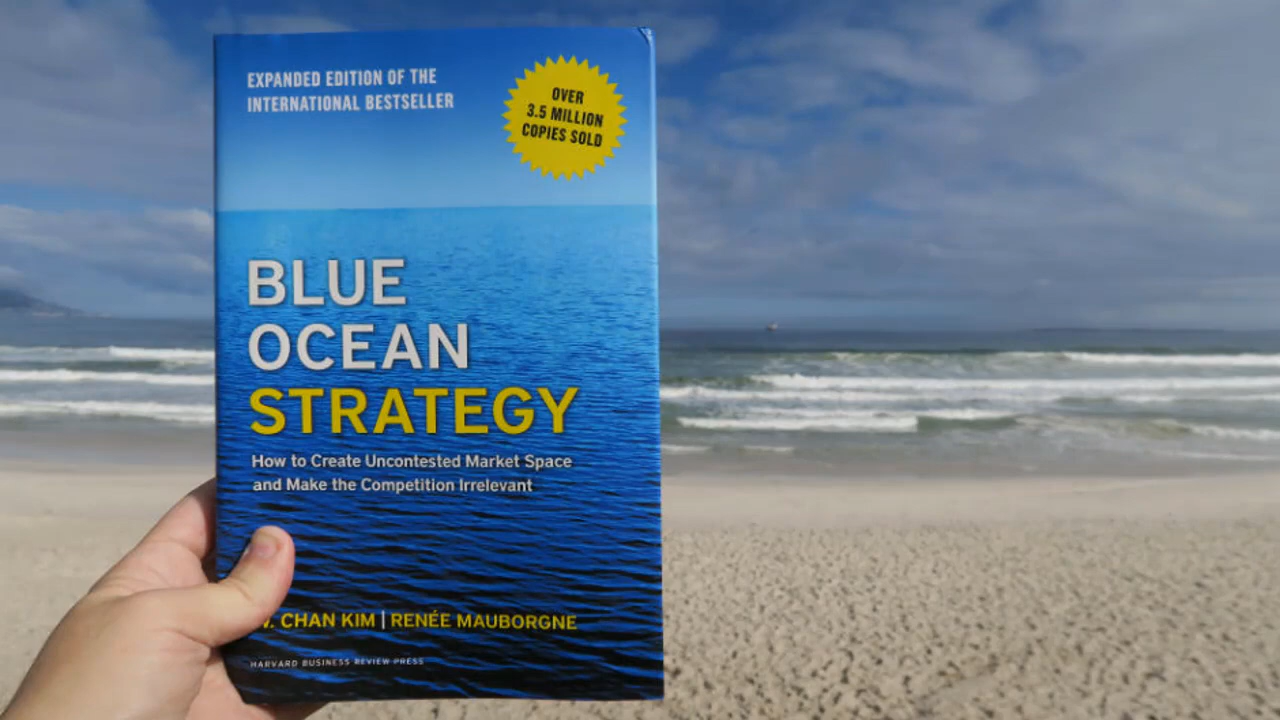 EXPANDED EDITION OF THE
INTERNATIONAL BESTSELLER
OVER
3.5 MILLION
COPIES SOLD
BLUE
OCEAN
STRATEGY
How to Create Uncontested Market Space
and Make the Competition Irrelevant
W. CHAN KIM | RENÉE MAUBORGNE
HARVARD BUSINESS REVIEW PRESS